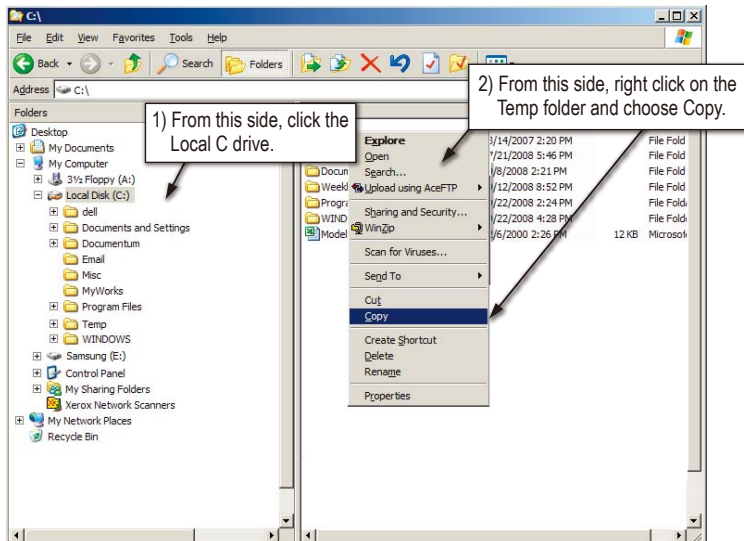 C:\
File Edit View Favorites Tools Help
Back Search Folders
Address C:\
Folders
1) From this side, click the
Local C drive.
2) From this side, right click on the
Temp folder and choose Copy.
Desktop
My Documents
My Computer
3½ Floppy (A:)
Local Disk (C:)
dell
Documents and Settings
Documentum
Email
Misc
MyWorks
Program Files
Temp
WINDOWS
Samsung (E:)
Control Panel
My Sharing Folders
Xerox Network Scanners
My Network Places
Recycle Bin
Explore
Open
Search...
Upload using AceFTP
Sharing and Security...
WinZip
Scan for Viruses...
Send To
Cut
Copy
Create Shortcut
Delete
Rename
Properties
Docum
Weekl
Progra
WIND
Model
/14/2007 2:20 PM File Fold
/21/2008 5:46 PM File Fold
/8/2008 2:21 PM File Fold
/12/2008 8:52 PM File Fold
/22/2008 2:24 PM File Fold
/22/2008 4:28 PM File Fold
/6/2000 2:26 PM 12 KB Microsof